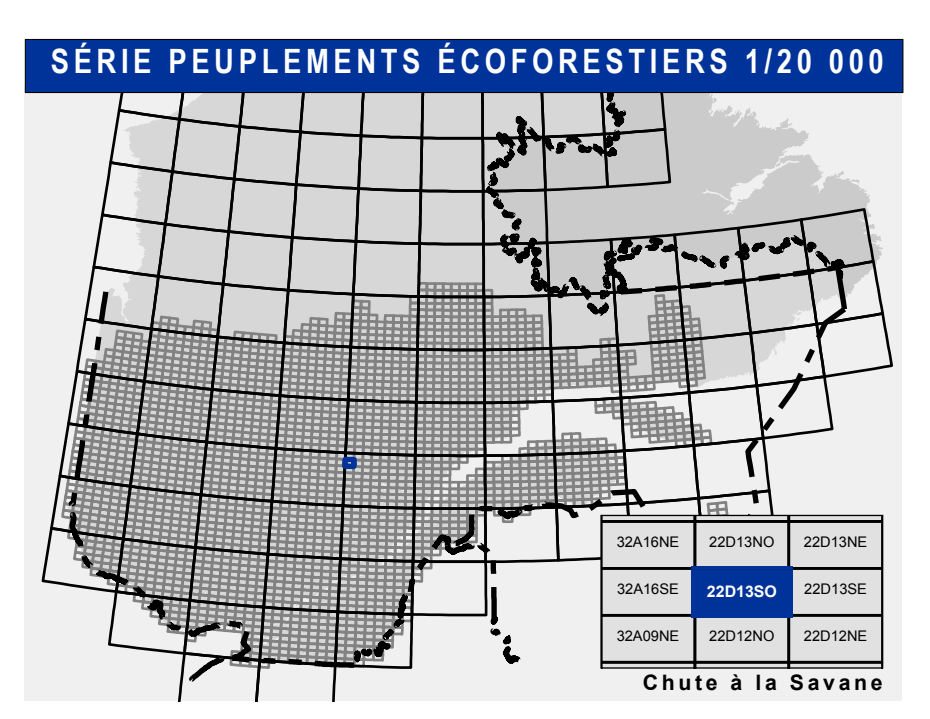 SÉRIE PEUPLEMENTS ÉCOFORESTIERS 1/20 000
32A16NE 22D13NO 22D13NE
32A16SE 22D13SO 22D13SE
32A09NE 22D12NO 22D12NE
Chute à la Savane